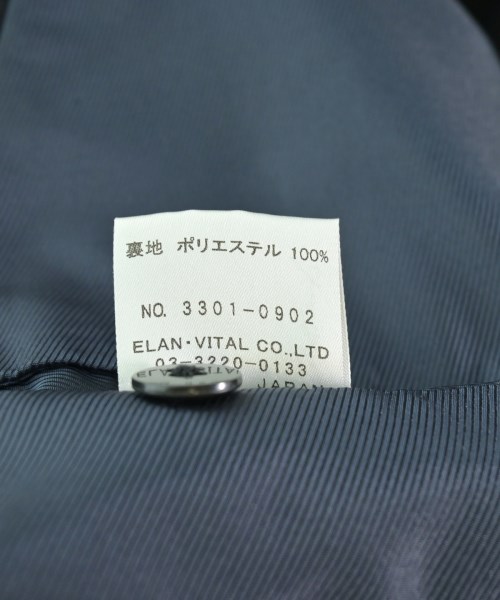 裏地 ポリエステル 100%
NO. 3301-0902
ELAN・VITAL CO.,LTD
03-3220-0133
JAPAN